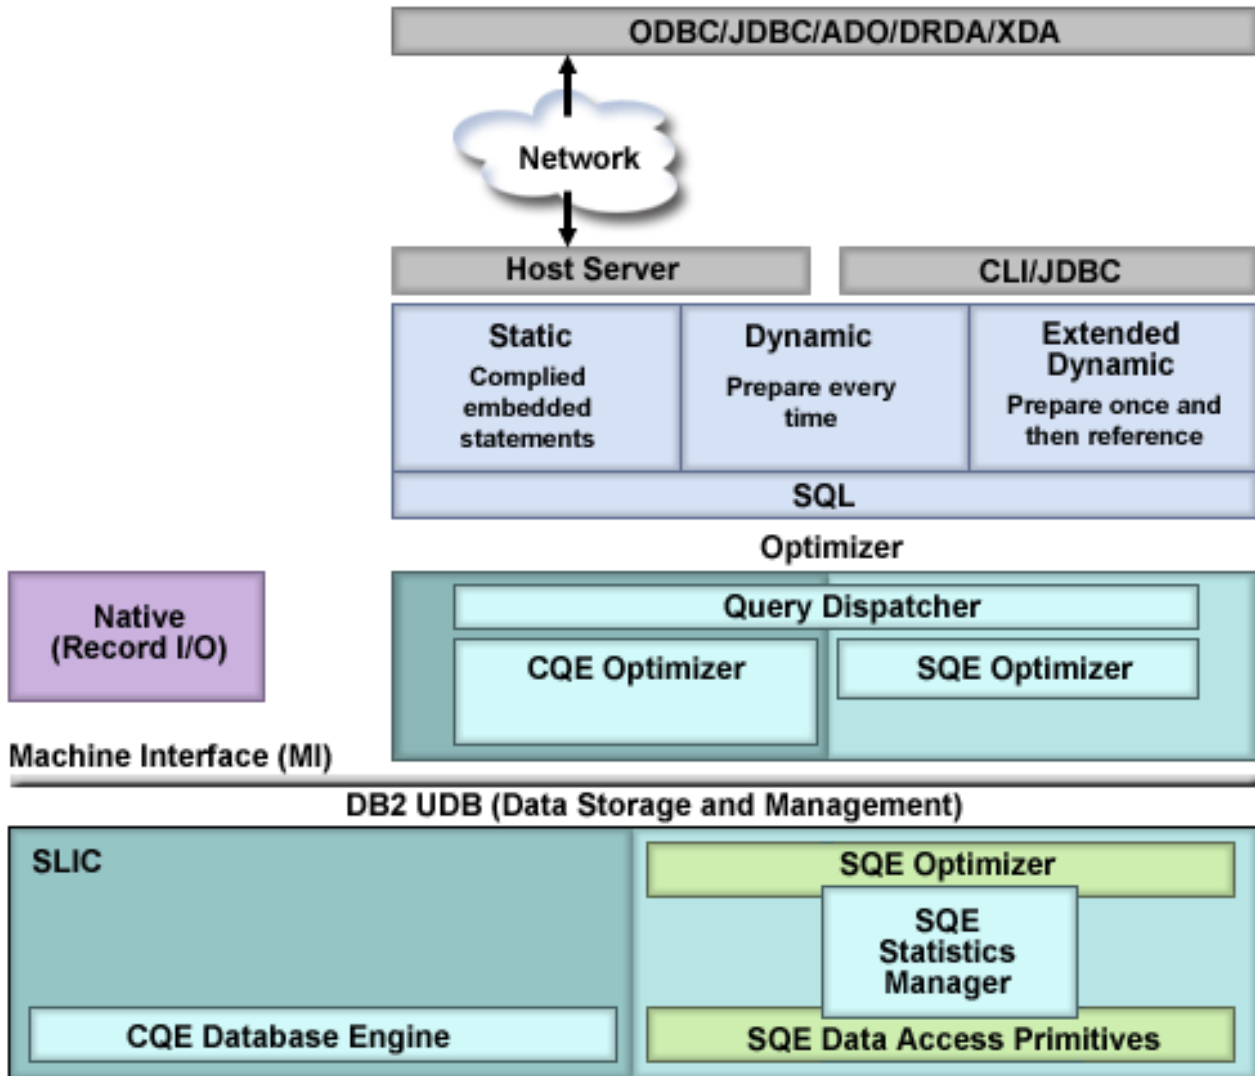 ODBC/JDBC/ADO/DRDA/XDA
Network
Host Server
CLI/JDBC
Static
Complied
embedded
statements
Dynamic
Prepare every
time
Extended
Dynamic
Prepare once and
then reference
SQL
Optimizer
Native
(Record I/O)
Query Dispatcher
CQE Optimizer
SQE Optimizer
Machine Interface (MI)
DB2 UDB (Data Storage and Management)
SLIC
SQE Optimizer
SQE
Statistics
Manager
CQE Database Engine
SQE Data Access Primitives